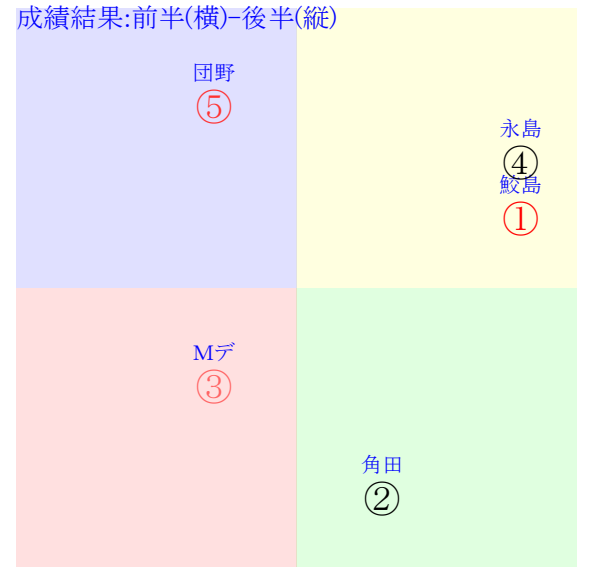 成績結果:前半(横)-後半(縦)
団野
⑤
永島
④
鮫島
①
Mデ
③
角田
②